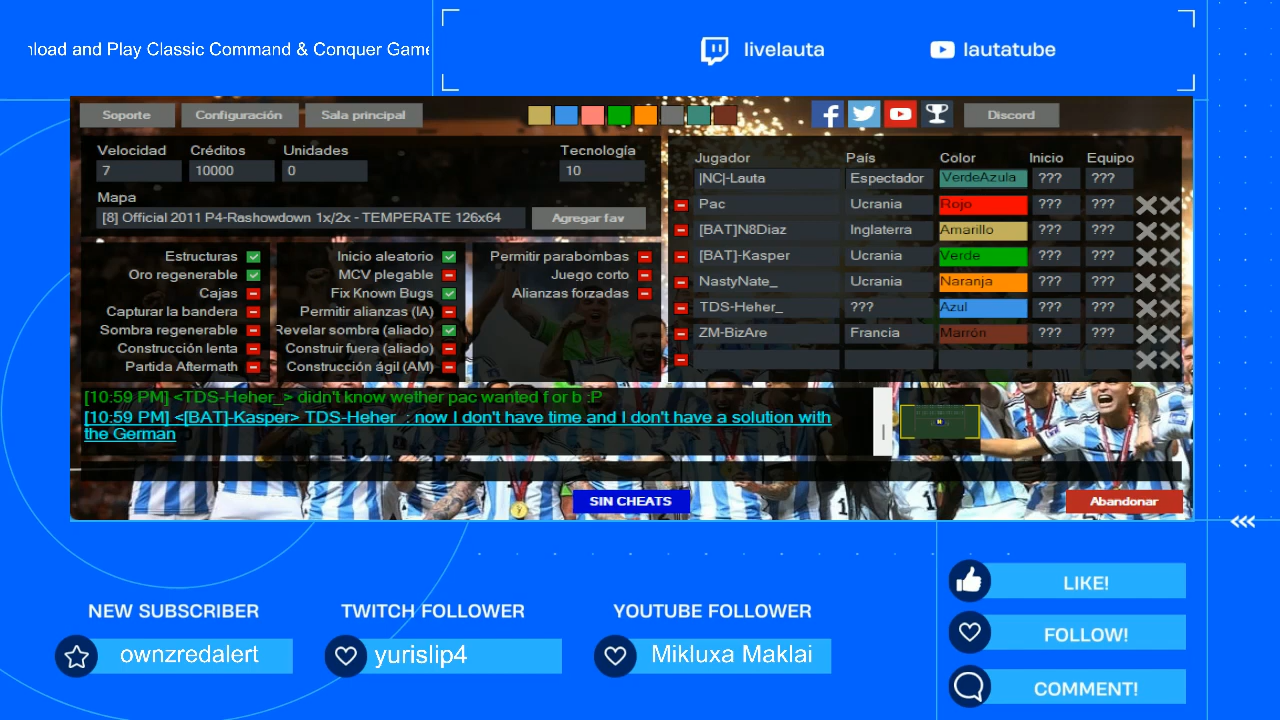 nload and Play Classic Command & Conquer Game
livelauta
lautatube
Soporte
Configuración
Sala principal
Discord
Velocidad
Créditos
Unidades
Tecnología
7
10000
0
10
Mapa
[8] Official 2011 P4-Rashowdown 1x/2x - TEMPERATE 126x64
Agregar fav
Estructuras
Oro regenerable
Cajas
Capturar la bandera
Sombra regenerable
Construcción lenta
Partida Aftermath
Inicio aleatorio
MCV plegable
Fix Known Bugs
Permitir alianzas (IA)
Revelar sombra (aliado)
Construir fuera (aliado)
Construcción ágil (AM)
Permitir parabombas
Juego corto
Alianzas forzadas
Jugador País Color Inicio Equipo
|NC|-Lauta Espectador VerdeAzula ??? ???
Pac Ucrania Rojo ??? ???
[BAT]N8Diaz Inglaterra Amarillo ??? ???
[BAT]-Kasper Ucrania Verde ??? ???
NastyNate_ Ucrania Naranja ??? ???
TDS-Heher_ ??? Azul ??? ???
ZM-BizAre Francia Marrón ??? ???
??? ???
[10:59 PM] <TDS-Heher_> didn't know wether pac wanted f or b :P
[10:59 PM] <[BAT]-Kasper> TDS-Heher_: now I don't have time and I don't have a solution with
the German
SIN CHEATS
Abandonar
NEW SUBSCRIBER
ownzredalert
TWITCH FOLLOWER
yurislip4
YOUTUBE FOLLOWER
Mikluxa Maklai
LIKE!
FOLLOW!
COMMENT!